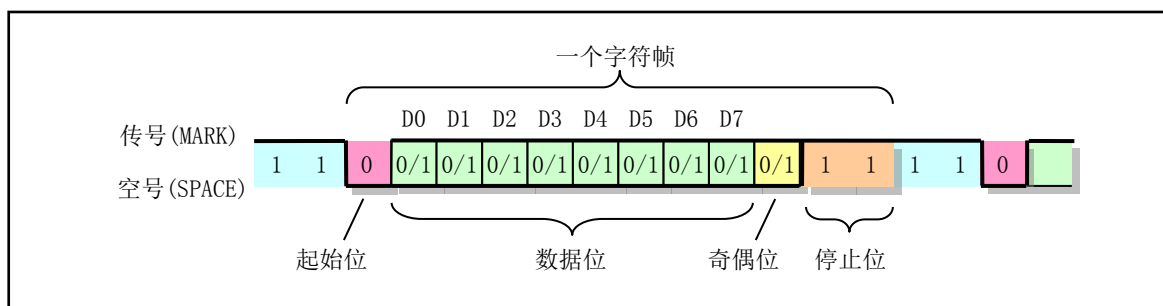 一个字符帧
D0 D1 D2 D3 D4 D5 D6 D7
传号(MARK)
1 1 0 0/1 0/1 0/1 0/1 0/1 0/1 0/1 0/1 0/1 1 1 1 1 0
空号(SPACE)
起始位 数据位 奇偶位 停止位